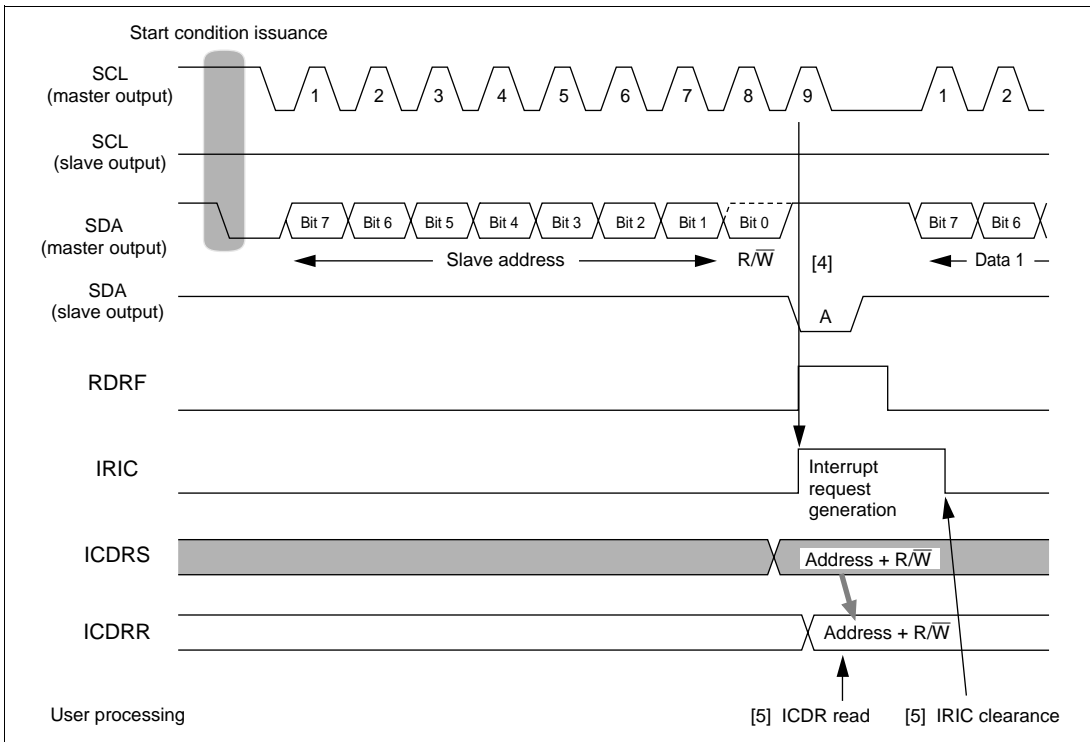 Start condition issuance
SCL
(master output)
1 2 3 4 5 6 7 8 9 1 2
SCL
(slave output)
SDA
(master output)
Bit 7 Bit 6 Bit 5 Bit 4 Bit 3 Bit 2 Bit 1 Bit 0 Bit 7 Bit 6
Slave address R/W̅ [4] Data 1
SDA
(slave output)
A
RDRF
IRIC
Interrupt
request
generation
ICDRS
Address + R/W̅
ICDRR
Address + R/W̅
User processing [5] ICDR read [5] IRIC clearance